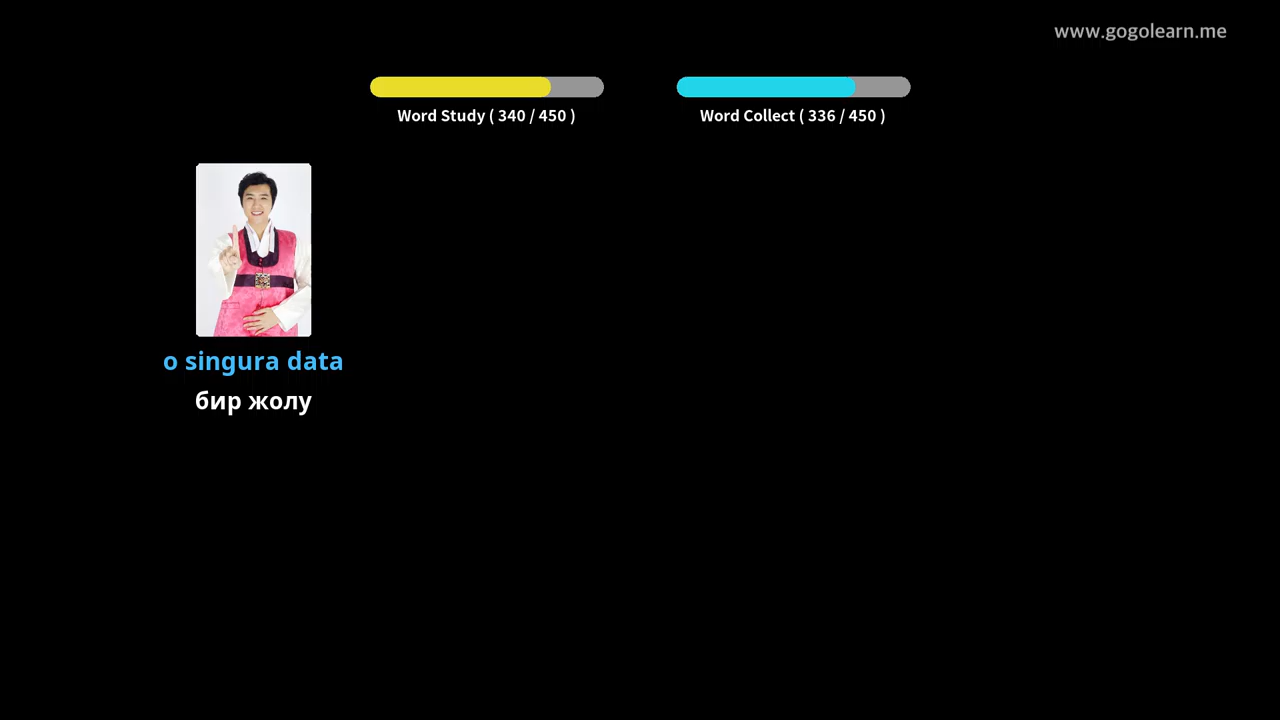 www.gogolearn.me
Word Study ( 340 / 450 )
Word Collect ( 336 / 450 )
o singura data
бир жолу